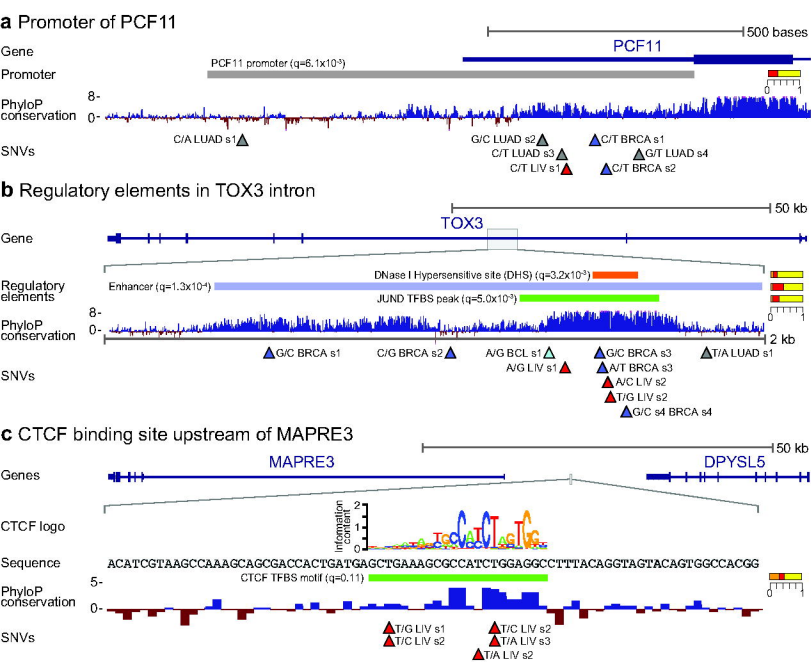 a Promoter of PCF11
500 bases
Gene PCF11
PCF11 promoter (q=6.1x10-3)
Promoter
0 1
PhyloP conservation 8- 0-
SNVs
C/A LUAD s1 G/C LUAD s2 C/T BRCA s1
C/T LUAD s3 G/T LUAD s4
C/T LIV s1 C/T BRCA s2
b Regulatory elements in TOX3 intron
50 kb
TOX3
Gene
DNase I Hypersensitive site (DHS) (q=3.2x10-3)
Regulatory elements Enhancer (q=1.3x10-4)
JUND TFBS peak (q=5.0x10-3)
0 1
PhyloP conservation 8- 0-
2 kb
G/C BRCA s1 C/G BRCA s2 A/G BCL s1 G/C BRCA s3 T/A LUAD s1
SNVs A/G LIV s1 A/T BRCA s3
A/C LIV s2
T/G LIV s2
G/C s4 BRCA s4
c CTCF binding site upstream of MAPRE3
50 kb
MAPRE3 DPYSL5
Genes
CTCF logo
Information content 2 1 0
Sequence ACATCGTAAGCCAAAGCAGCGACCACTGATGAGCTGAAAGCGCCATCTGGAGGCCTTTACAGGTAGTACAGTGGCCACGG
CTCF TFBS motif (q=0.11)
0 1
PhyloP conservation 5- 0-
SNVs
T/G LIV s1 T/C LIV s2
T/C LIV s2 T/A LIV s3
T/A LIV s2